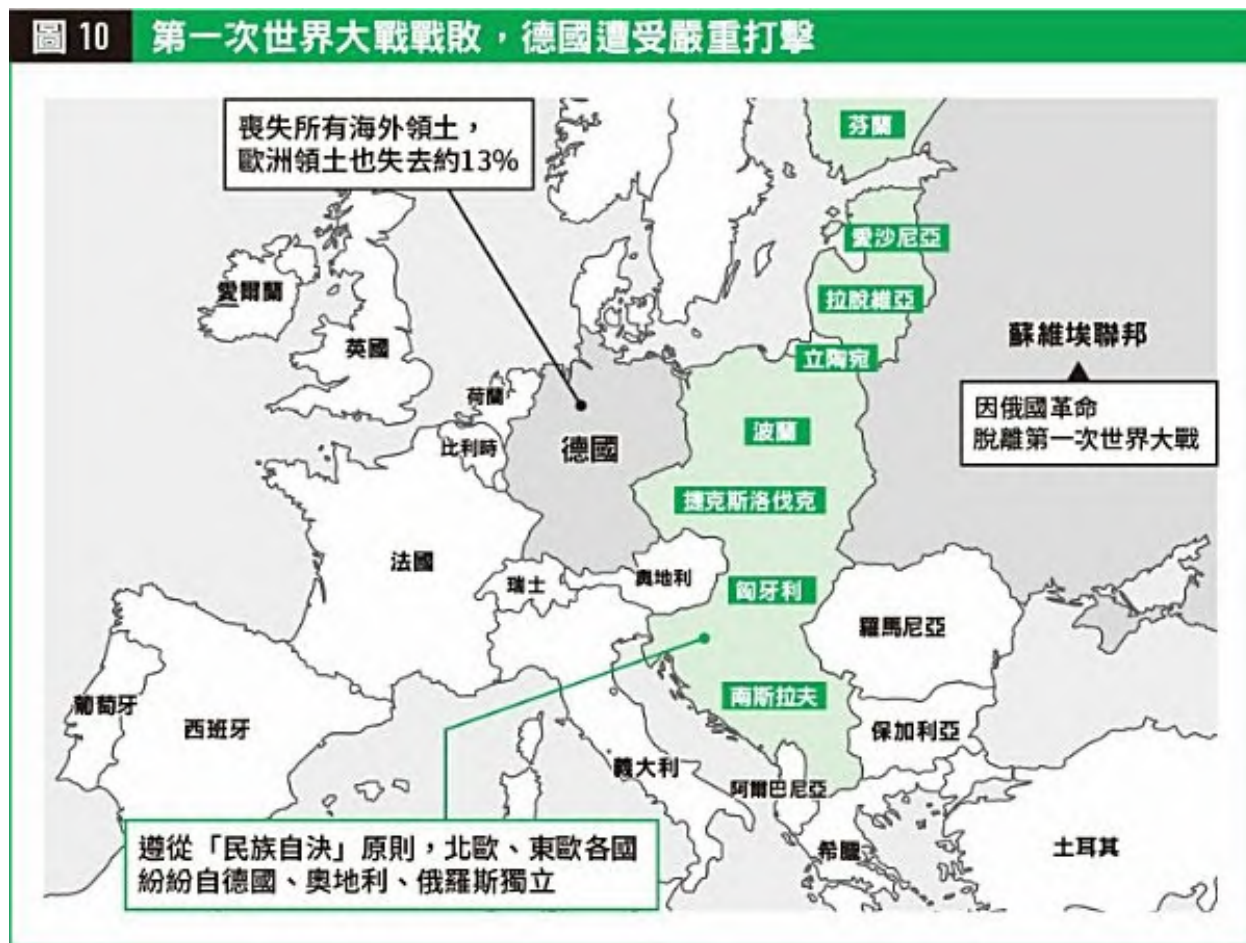 圖 10 第一次世界大戰戰敗，德國遭受嚴重打擊
喪失所有海外領土，
歐洲領土也失去約13%
芬蘭
愛沙尼亞
拉脫維亞
立陶宛
愛爾蘭
英國
蘇維埃聯邦
因俄國革命
脫離第一次世界大戰
荷蘭
比利時
德國
波蘭
捷克斯洛伐克
法國
瑞士
奧地利
匈牙利
羅馬尼亞
葡萄牙
西班牙
南斯拉夫
保加利亞
義大利
阿爾巴尼亞
希臘
土耳其
遵從「民族自決」原則，北歐、東歐各國
紛紛自德國、奧地利、俄羅斯獨立